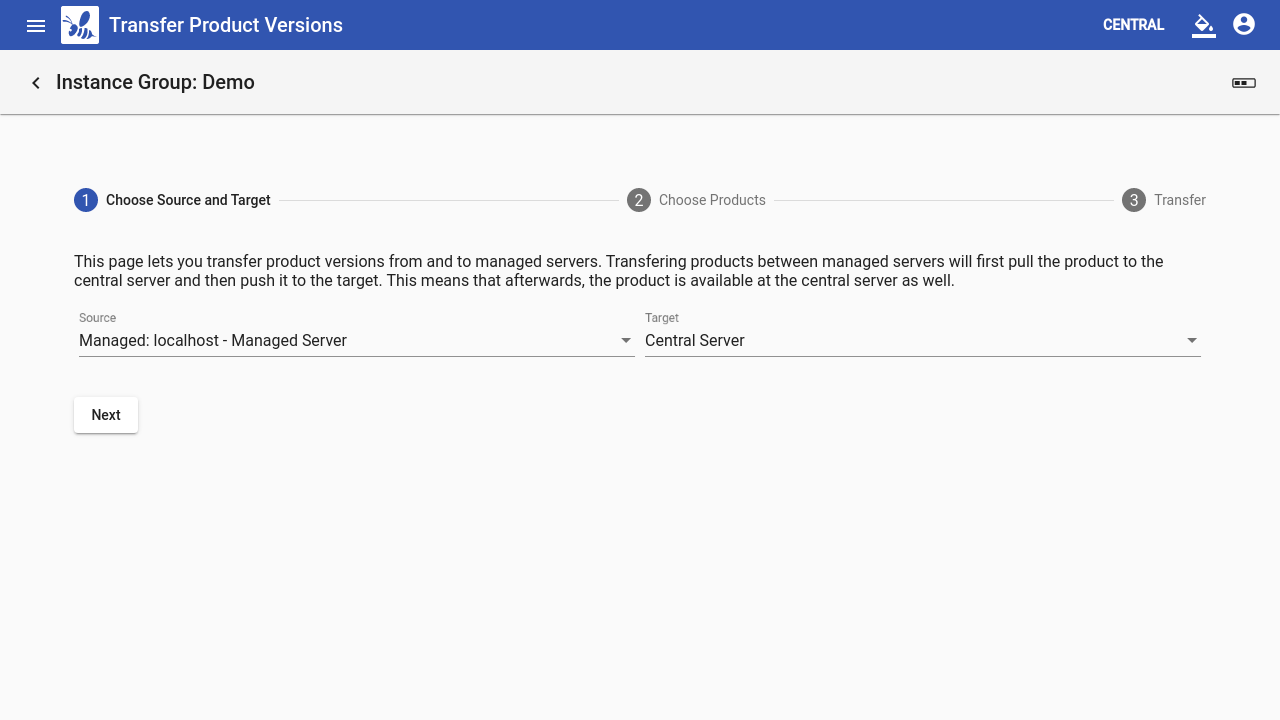 Transfer Product Versions
CENTRAL
Instance Group: Demo
1 Choose Source and Target
2 Choose Products
3 Transfer
This page lets you transfer product versions from and to managed servers. Transfering products between managed servers will first pull the product to the
central server and then push it to the target. This means that afterwards, the product is available at the central server as well.
Source
Managed: localhost - Managed Server
Target
Central Server
Next